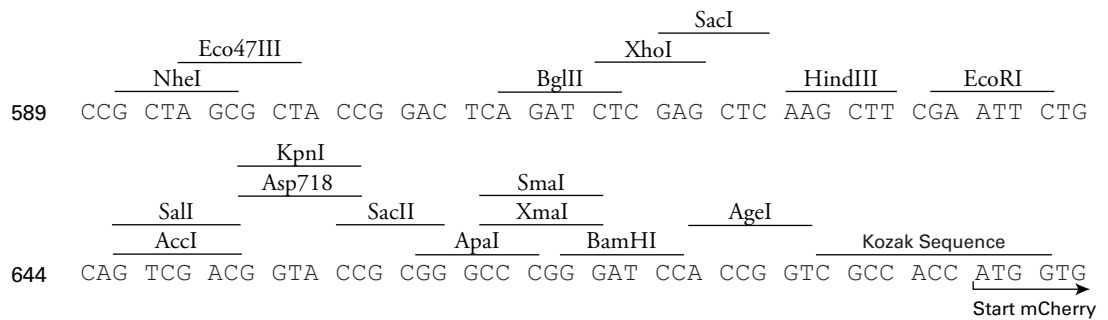 SacI
Eco47III XhoI
NheI BglII HindIII EcoRI
589 CCG CTA GCG CTA CCG GAC TCA GAT CTC GAG CTC AAG CTT CGA ATT CTG
KpnI
Asp718 SmaI
SalI SacII XmaI AgeI
AccI ApaI BamHI Kozak Sequence
644 CAG TCG ACG GTA CCG CGG GCC CGG GAT CCA CCG GTC GCC ACC ATG GTG
Start mCherry